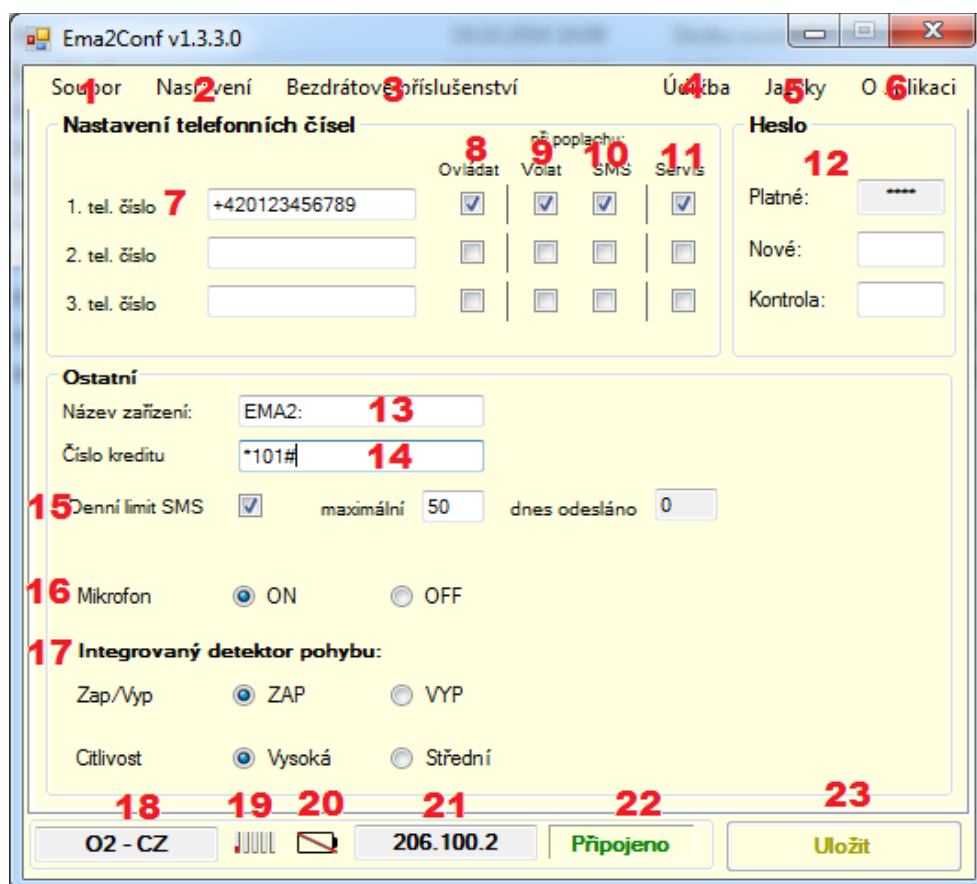 Ema2Conf v1.3.3.0
Soubor Nastavení Bezdrátové příslušenství Údržba Jazyky O aplikaci
1 2 3 4 5 6
Nastavení telefonních čísel
při poplachu:
8 9 10 11
Ovládat Volat SMS Servis
1. tel. číslo 7 +420123456789
2. tel. číslo
3. tel. číslo
Heslo
12
Platné: ****
Nové:
Kontrola:
Ostatní
Název zařízení: EMA2: 13
Číslo kreditu *101# 14
15 Denní limit SMS maximální 50 dnes odesláno 0
16 Mikrofon ON OFF
17 Integrovaný detektor pohybu:
Zap/Vyp ZAP VYP
Citlivost Vysoká Střední
18 19 20 21 22 23
O2 - CZ 206.100.2 Připojeno Uložit